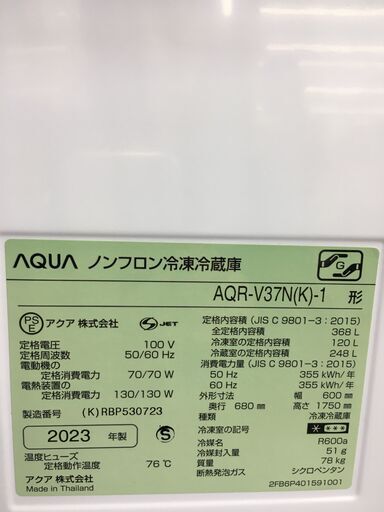 AQUA ノンフロン冷凍冷蔵庫
AQR-V37N(K)-1 形
G
PS E アクア 株式会社 S JET
定格電圧 100 V
定格周波数 50/60 Hz
電動機の
定格消費電力 70/70 W
電熱装置の
定格消費電力 130/130 W
製造番号 (K)RBP530723
2023 年製 S
温度ヒューズ
定格動作温度 76℃
アクア 株式会社
Made in Thailand
定格内容積 (JIS C 9801-3:2015)
全定格内容積 368 L
冷凍室の定格内容積 120 L
冷蔵室の定格内容積 248 L
消費電力量 (JIS C 9801-3:2015)
50 Hz 355 kWh/年
60 Hz 355 kWh/年
外形寸法 幅 600 mm
奥行 680 mm 高さ 1750 mm
種類 冷凍冷蔵庫
冷凍室の記号 * ***
冷媒名 R600a
冷媒封入量 51 g
質量 78 kg
断熱発泡ガス シクロペンタン
2FB6P401591001